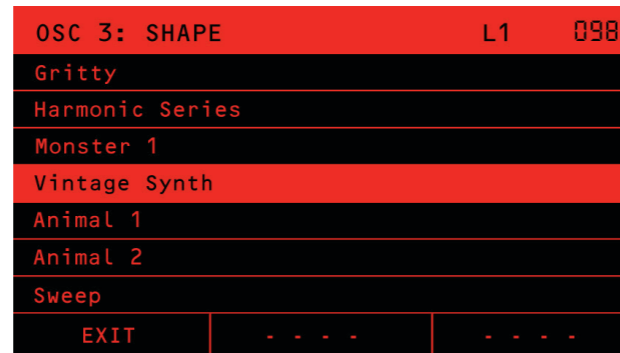 OSC 3: SHAPE L1 098
Gritty
Harmonic Series
Monster 1
Vintage Synth
Animal 1
Animal 2
Sweep
EXIT - - - - - - - -